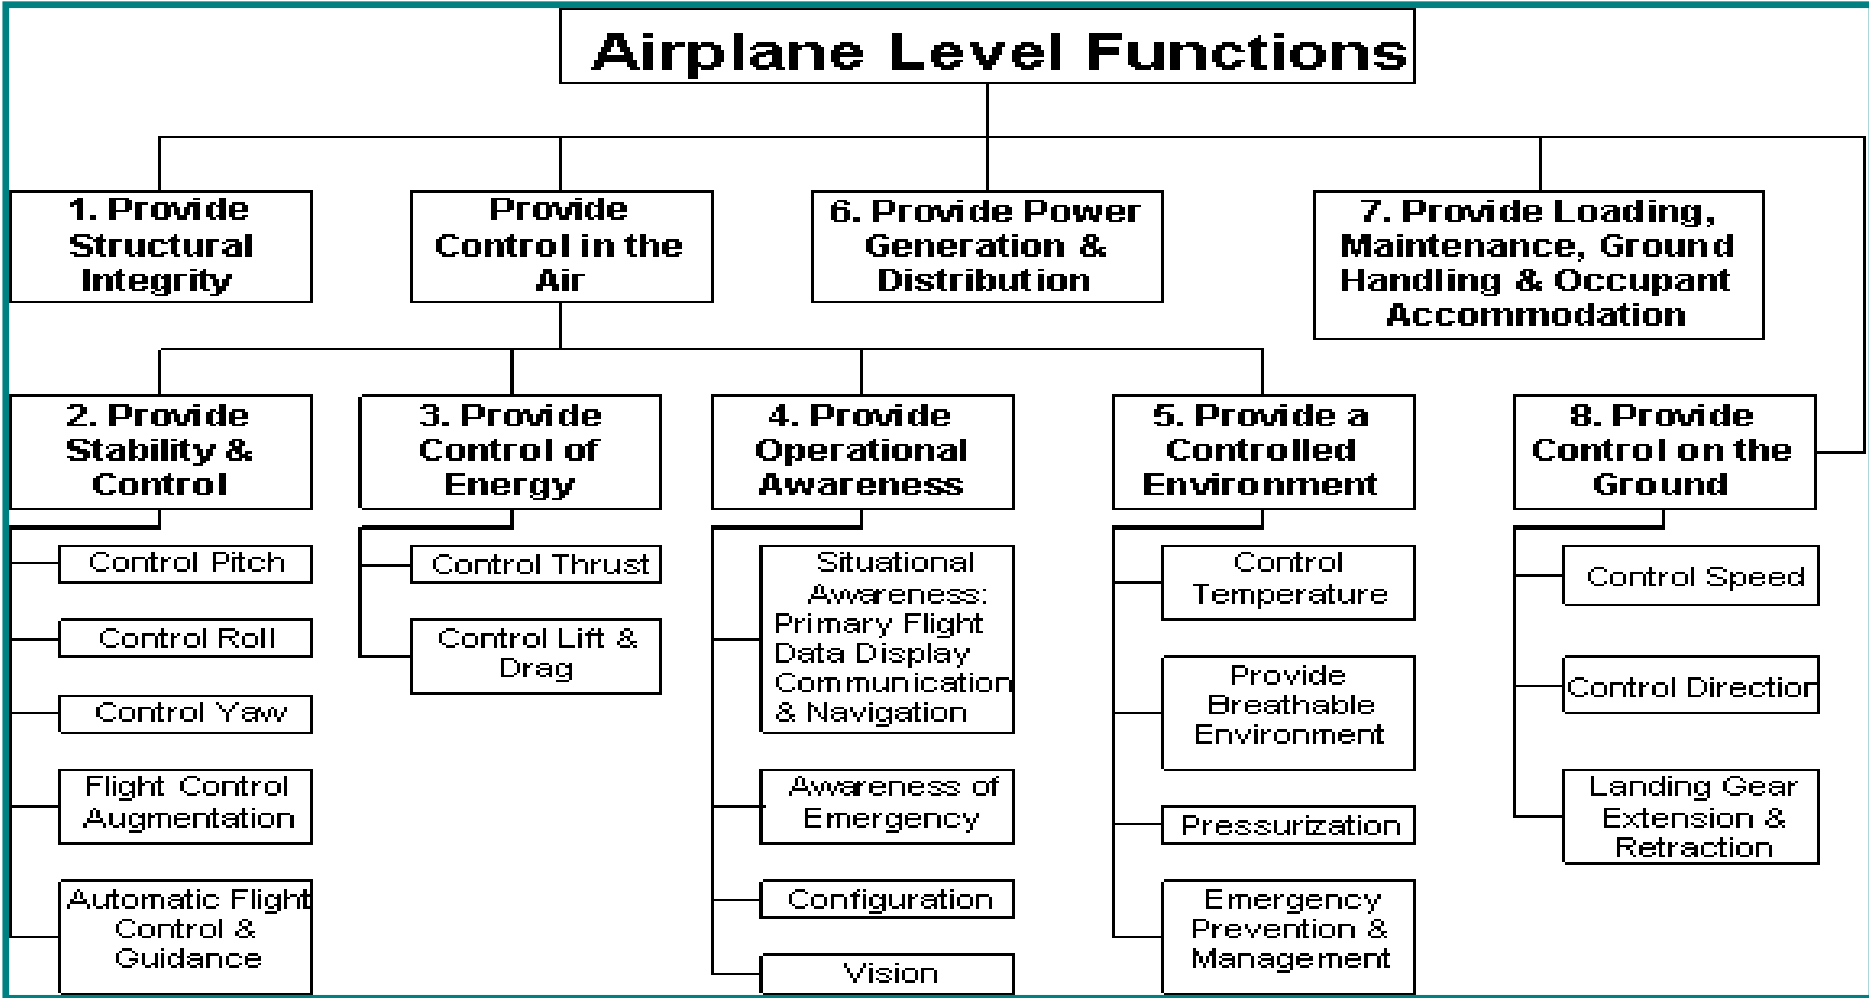 Airplane Level Functions
1. Provide
Structural
Integrity
Provide
Control in the
Air
6. Provide Power
Generation &
Distribution
7. Provide Loading,
Maintenance, Ground
Handling & Occupant
Accommodation
2. Provide
Stability &
Control
3. Provide
Control of
Energy
4. Provide
Operational
Awareness
5. Provide a
Controlled
Environment
8. Provide
Control on the
Ground
Control Pitch
Control Roll
Control Yaw
Flight Control
Augmentation
Automatic Flight
Control &
Guidance
Control Thrust
Control Lift &
Drag
Situational
Awareness:
Primary Flight
Data Display
Communication
& Navigation
Awareness of
Emergency
Configuration
Vision
Control
Temperature
Provide
Breathable
Environment
Pressurization
Emergency
Prevention &
Management
Control Speed
Control Direction
Landing Gear
Extension &
Retraction